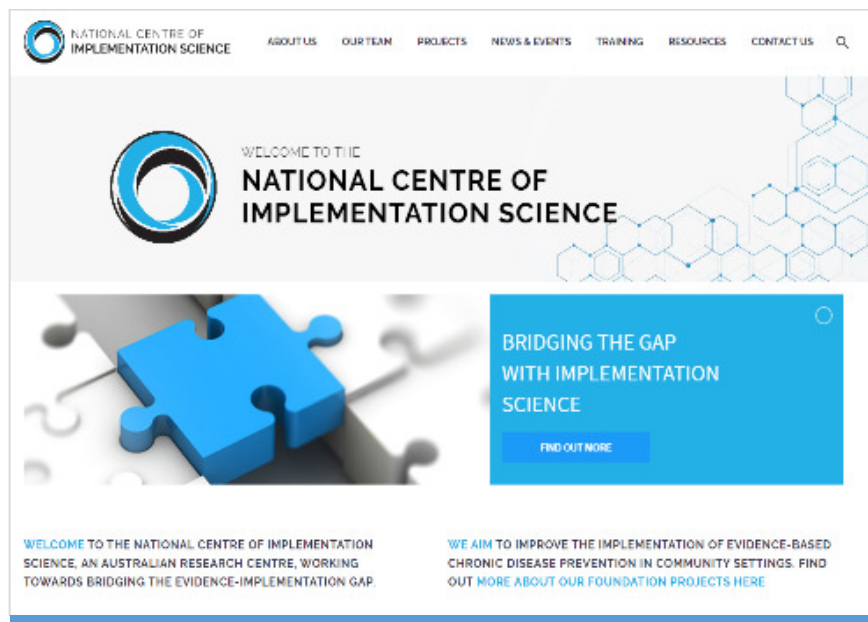 NATIONAL CENTRE OF
IMPLEMENTATION SCIENCE
ABOUT US OUR TEAM PROJECTS NEWS & EVENTS TRAINING RESOURCES CONTACT US
WELCOME TO THE
NATIONAL CENTRE OF
IMPLEMENTATION SCIENCE
BRIDGING THE GAP
WITH IMPLEMENTATION
SCIENCE
FIND OUT MORE
WELCOME TO THE NATIONAL CENTRE OF IMPLEMENTATION
SCIENCE, AN AUSTRALIAN RESEARCH CENTRE, WORKING
TOWARDS BRIDGING THE EVIDENCE-IMPLEMENTATION GAP.
WE AIM TO IMPROVE THE IMPLEMENTATION OF EVIDENCE-BASED
CHRONIC DISEASE PREVENTION IN COMMUNITY SETTINGS. FIND
OUT MORE ABOUT OUR FOUNDATION PROJECTS HERE